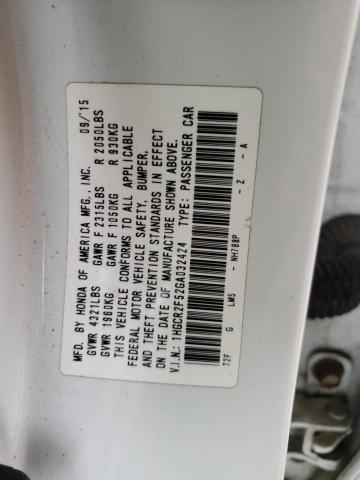 MFD. BY HONDA OF AMERICA MFG., INC. 09/15
GVWR 4321LBS GAWR F 2315LBS R 2050LBS
GVWR 1960KG GAWR F 1050KG R 930KG
THIS VEHICLE CONFORMS TO ALL APPLICABLE
FEDERAL MOTOR VEHICLE SAFETY, BUMPER,
AND THEFT PREVENTION STANDARDS IN EFFECT
ON THE DATE OF MANUFACTURE SHOWN ABOVE.
V.I.N.: 1HGCR2F52GA032424 TYPE: PASSENGER CAR
T2F G LM5 - NH788P - Z - A